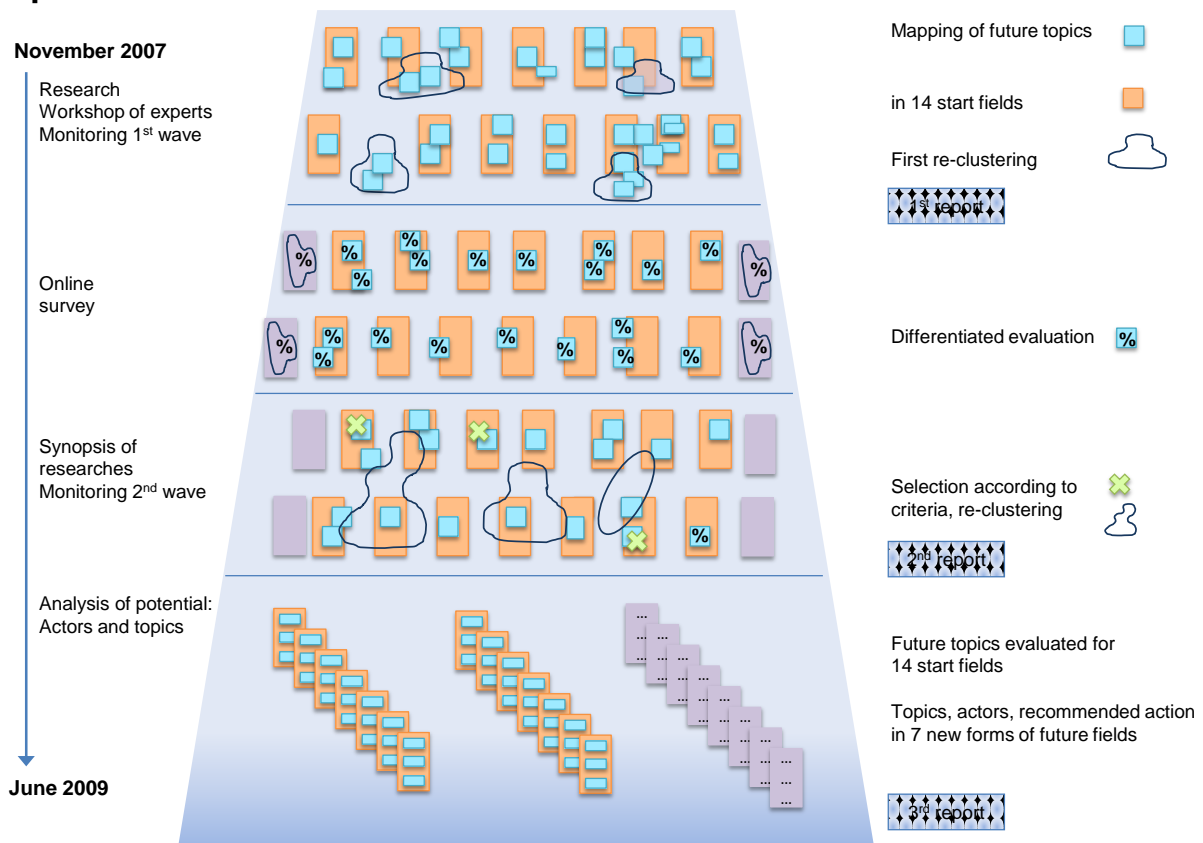 November 2007
Research
Workshop of experts
Monitoring 1st wave
Online
survey
Synopsis of
researches
Monitoring 2nd wave
Analysis of potential:
Actors and topics
June 2009
% % % % % % % % % % %
% %
% % % % % % % % % % %
%
... ... ... ... ... ... ... ...
... ... ... ... ... ... ... ...
... ... ... ... ... ... ... ...
Mapping of future topics
in 14 start fields
First re-clustering
1st report
Differentiated evaluation %
Selection according to
criteria, re-clustering
2nd report
Future topics evaluated for
14 start fields
Topics, actors, recommended action
in 7 new forms of future fields
3rd report